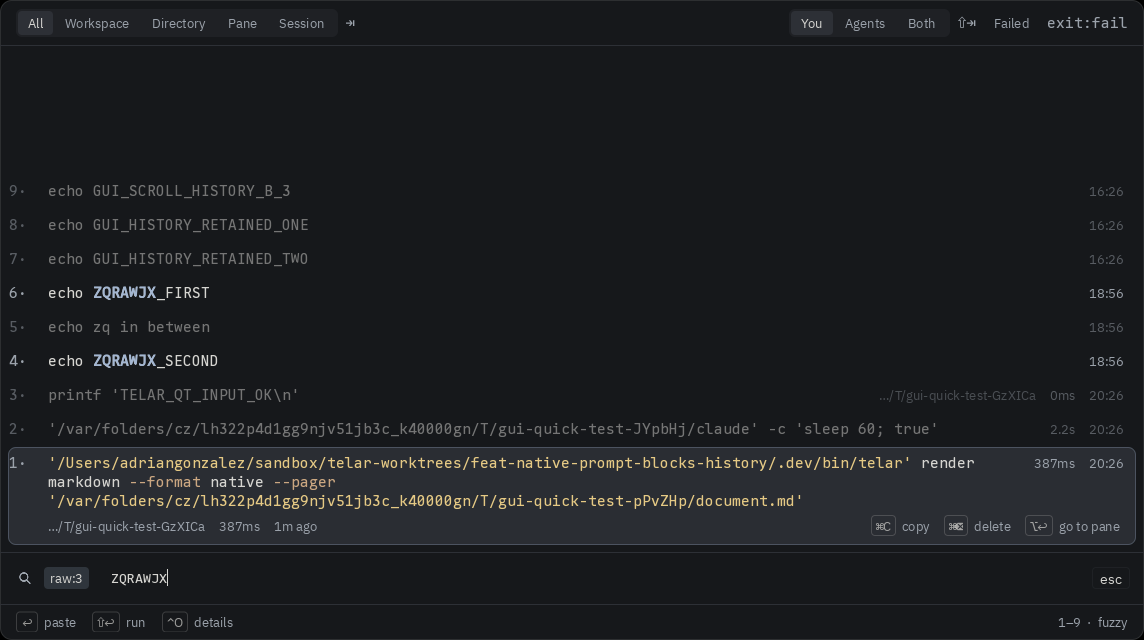 All Workspace Directory Pane Session ⇥ You Agents Both ⇧⇥ Failed exit:fail
9· echo GUI_SCROLL_HISTORY_B_3 16:26
8· echo GUI_HISTORY_RETAINED_ONE 16:26
7· echo GUI_HISTORY_RETAINED_TWO 16:26
6· echo ZQRAWJX_FIRST 18:56
5· echo zq in between 18:56
4· echo ZQRAWJX_SECOND 18:56
3· printf 'TELAR_QT_INPUT_OK\n' …/T/gui-quick-test-GzXICa 0ms 20:26
2· '/var/folders/cz/lh322p4d1gg9njv51jb3c_k40000gn/T/gui-quick-test-JYpbHj/claude' -c 'sleep 60; true' 2.2s 20:26
1· '/Users/adriangonzalez/sandbox/telar-worktrees/feat-native-prompt-blocks-history/.dev/bin/telar' render 387ms 20:26
markdown --format native --pager
'/var/folders/cz/lh322p4d1gg9njv51jb3c_k40000gn/T/gui-quick-test-pPvZHp/document.md'
…/T/gui-quick-test-GzXICa 387ms 1m ago ⌘C copy ⌘⌫ delete ⌥↩ go to pane
raw:3 ZQRAWJX esc
↩ paste ⇧↩ run ^O details 1–9 · fuzzy